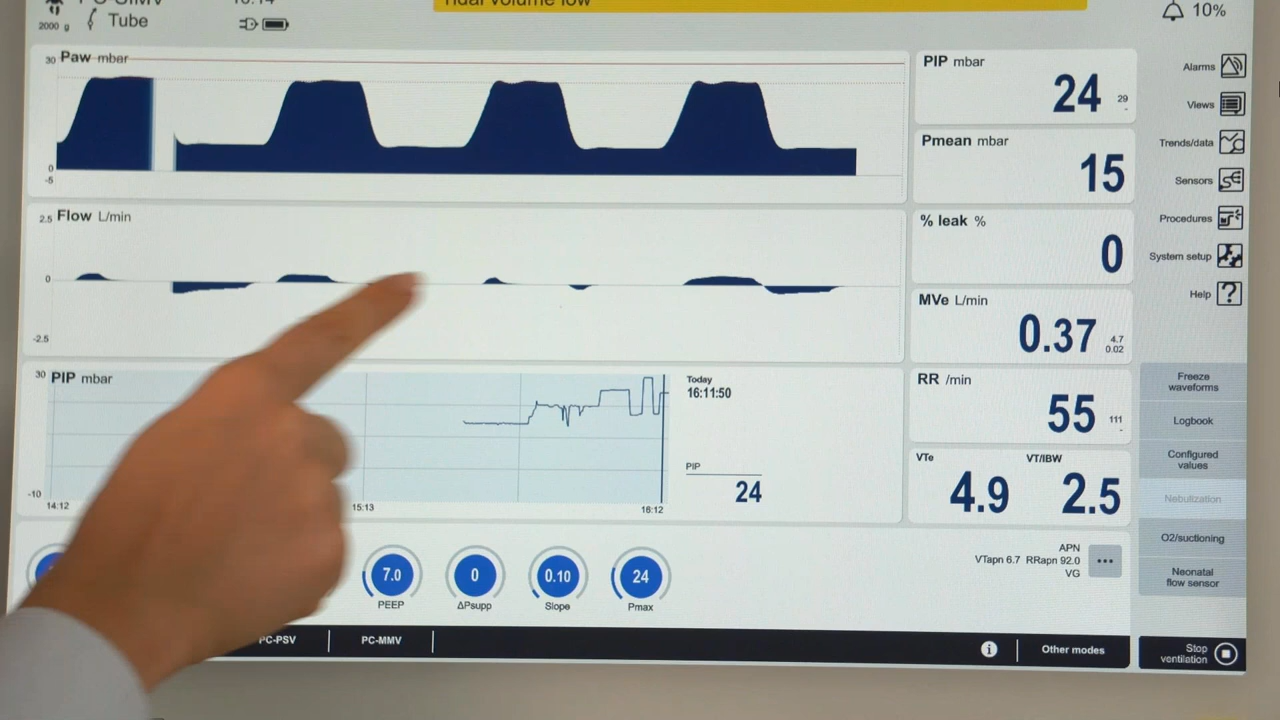 Tidal volume low
2000 g
Tube
10%
30 Paw mbar
0
-5
2.5 Flow L/min
0
-2.5
30 PIP mbar
-10
14:12
15:13
16:12
Today
16:11:50
PIP
24
PIP mbar
24
29
-
Pmean mbar
15
% leak %
0
MVe L/min
0.37
4.7
0.02
RR /min
55
111
-
VTe
VT/IBW
4.9
2.5
Alarms
Views
Trends/data
Sensors
Procedures
System setup
Help
?
Freeze
waveforms
Logbook
Configured
values
Nebulization
O2/suctioning
Neonatal
flow sensor
7.0
0
0.10
24
PEEP
ΔPsupp
Slope
Pmax
APN
VTapn 6.7 RRapn 92.0
VG
...
PC-PSV
PC-MMV
i
Other modes
Stop
ventilation